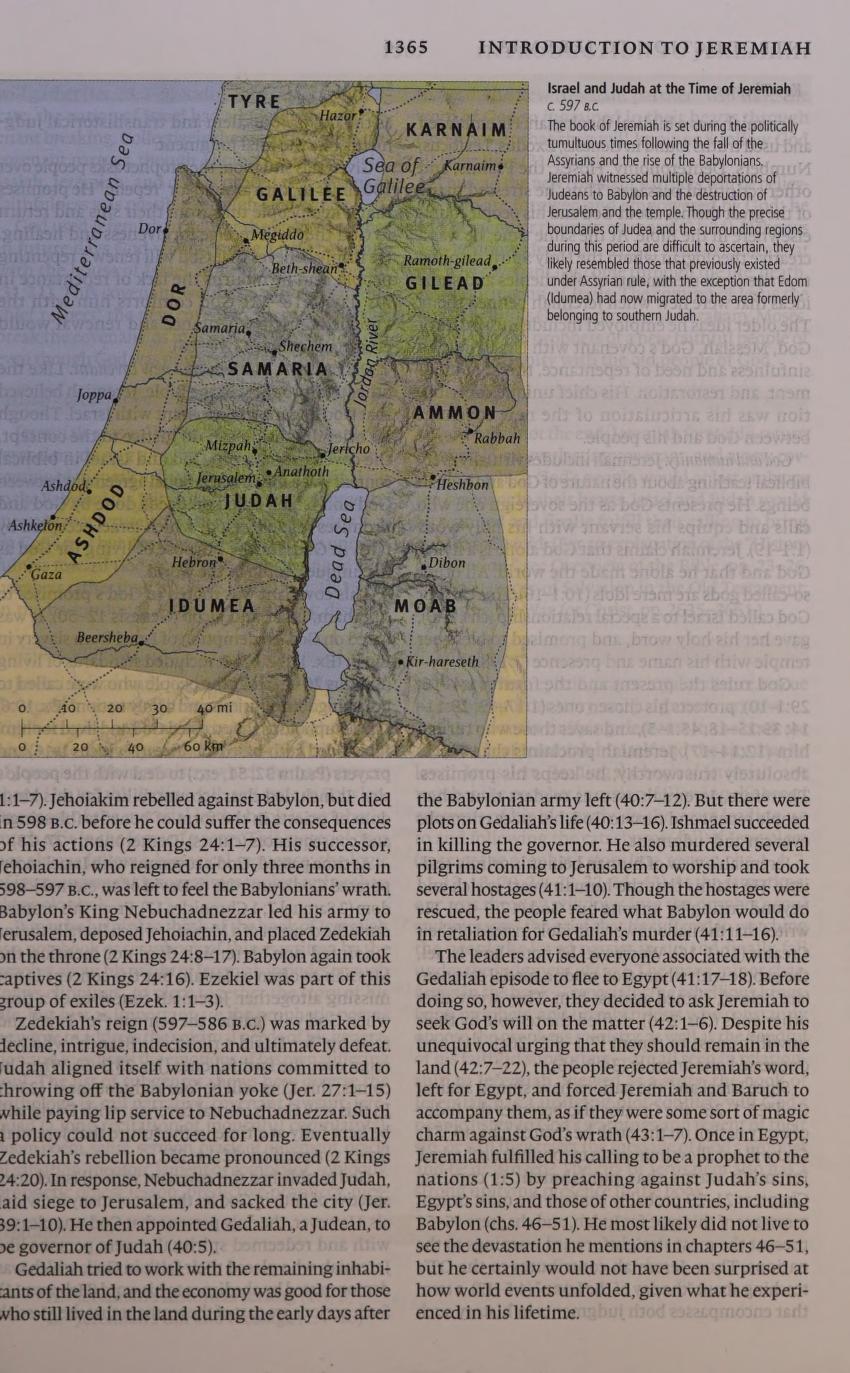 1365 INTRODUCTION TO JEREMIAH
TYRE
Hazor
KARNAIM
Mediterranean Sea
Sea of
Galilee
Karnaim
GALILEE
Dor
Megiddo
Beth-shean
Ramoth-gilead
GILEAD
DOR
Samaria
Shechem
SAMARIA
Jordan River
Joppa
AMMON
Rabbah
Mizpah
Jericho
Jerusalem
Anathoth
Heshbon
Ashdod
JUDAH
ASHDOD
Ashkelon
Dead Sea
Gaza
Hebron
Dibon
IDUMEA
MOAB
Beersheba
Kir-hareseth
0 10 20 30 40 mi
0 20 40 60 km
Israel and Judah at the Time of Jeremiah
c. 597 B.C.
The book of Jeremiah is set during the politically
tumultuous times following the fall of the
Assyrians and the rise of the Babylonians.
Jeremiah witnessed multiple deportations of
Judeans to Babylon and the destruction of
Jerusalem and the temple. Though the precise
boundaries of Judea and the surrounding regions
during this period are difficult to ascertain, they
likely resembled those that previously existed
under Assyrian rule, with the exception that Edom
(Idumea) had now migrated to the area formerly
belonging to southern Judah.
1:1–7). Jehoiakim rebelled against Babylon, but died
in 598 B.C. before he could suffer the consequences
of his actions (2 Kings 24:1–7). His successor,
Jehoiachin, who reigned for only three months in
598–597 B.C., was left to feel the Babylonians' wrath.
Babylon's King Nebuchadnezzar led his army to
Jerusalem, deposed Jehoiachin, and placed Zedekiah
on the throne (2 Kings 24:8–17). Babylon again took
captives (2 Kings 24:16). Ezekiel was part of this
group of exiles (Ezek. 1:1–3).
Zedekiah's reign (597–586 B.C.) was marked by
decline, intrigue, indecision, and ultimately defeat.
Judah aligned itself with nations committed to
throwing off the Babylonian yoke (Jer. 27:1–15)
while paying lip service to Nebuchadnezzar. Such
a policy could not succeed for long. Eventually
Zedekiah's rebellion became pronounced (2 Kings
24:20). In response, Nebuchadnezzar invaded Judah,
laid siege to Jerusalem, and sacked the city (Jer.
39:1–10). He then appointed Gedaliah, a Judean, to
be governor of Judah (40:5).
Gedaliah tried to work with the remaining inhabi-
tants of the land, and the economy was good for those
who still lived in the land during the early days after
the Babylonian army left (40:7–12). But there were
plots on Gedaliah's life (40:13–16). Ishmael succeeded
in killing the governor. He also murdered several
pilgrims coming to Jerusalem to worship and took
several hostages (41:1–10). Though the hostages were
rescued, the people feared what Babylon would do
in retaliation for Gedaliah's murder (41:11–16).
The leaders advised everyone associated with the
Gedaliah episode to flee to Egypt (41:17–18). Before
doing so, however, they decided to ask Jeremiah to
seek God's will on the matter (42:1–6). Despite his
unequivocal urging that they should remain in the
land (42:7–22), the people rejected Jeremiah's word,
left for Egypt, and forced Jeremiah and Baruch to
accompany them, as if they were some sort of magic
charm against God's wrath (43:1–7). Once in Egypt,
Jeremiah fulfilled his calling to be a prophet to the
nations (1:5) by preaching against Judah's sins,
Egypt's sins, and those of other countries, including
Babylon (chs. 46–51). He most likely did not live to
see the devastation he mentions in chapters 46–51,
but he certainly would not have been surprised at
how world events unfolded, given what he experi-
enced in his lifetime.